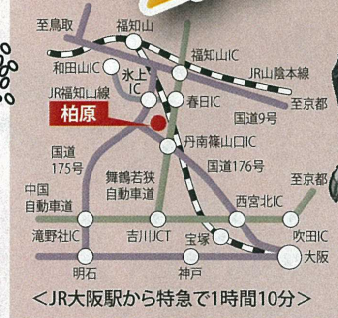 至鳥取
福知山
福知山IC
和田山IC
氷上
IC
JR山陰本線
JR福知山線
春日IC
至京都
柏原
国道9号
丹南篠山口IC
国道
175号
舞鶴若狭
自動車道
国道176号
至京都
中国
自動車道
西宮北IC
滝野社IC
吉川JCT
宝塚
吹田IC
大阪
明石
神戸
＜JR大阪駅から特急で1時間10分＞